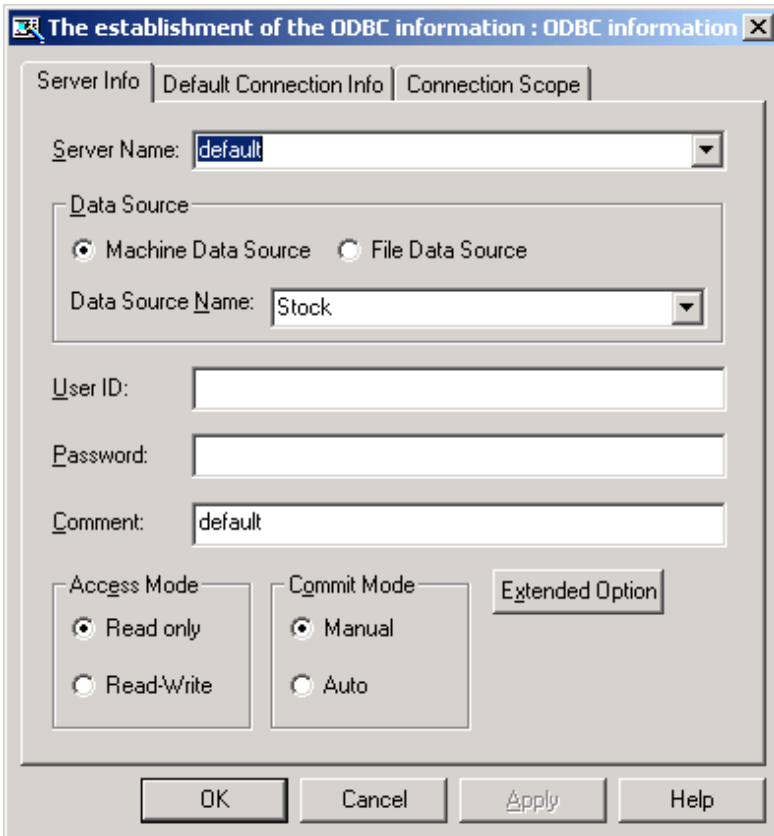 The establishment of the ODBC information : ODBC information
Server Info Default Connection Info Connection Scope
Server Name: default
Data Source
Machine Data Source File Data Source
Data Source Name: Stock
User ID:
Password:
Comment: default
Access Mode Commit Mode Extended Option
Read only Manual
Read-Write Auto
OK Cancel Apply Help